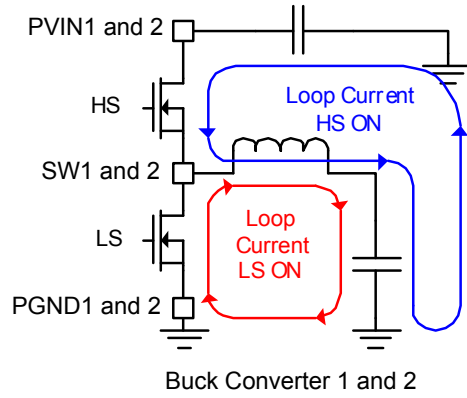 PVIN1 and 2
HS
Loop Current
HS ON
SW1 and 2
LS
Loop
Current
LS ON
PGND1 and 2
Buck Converter 1 and 2